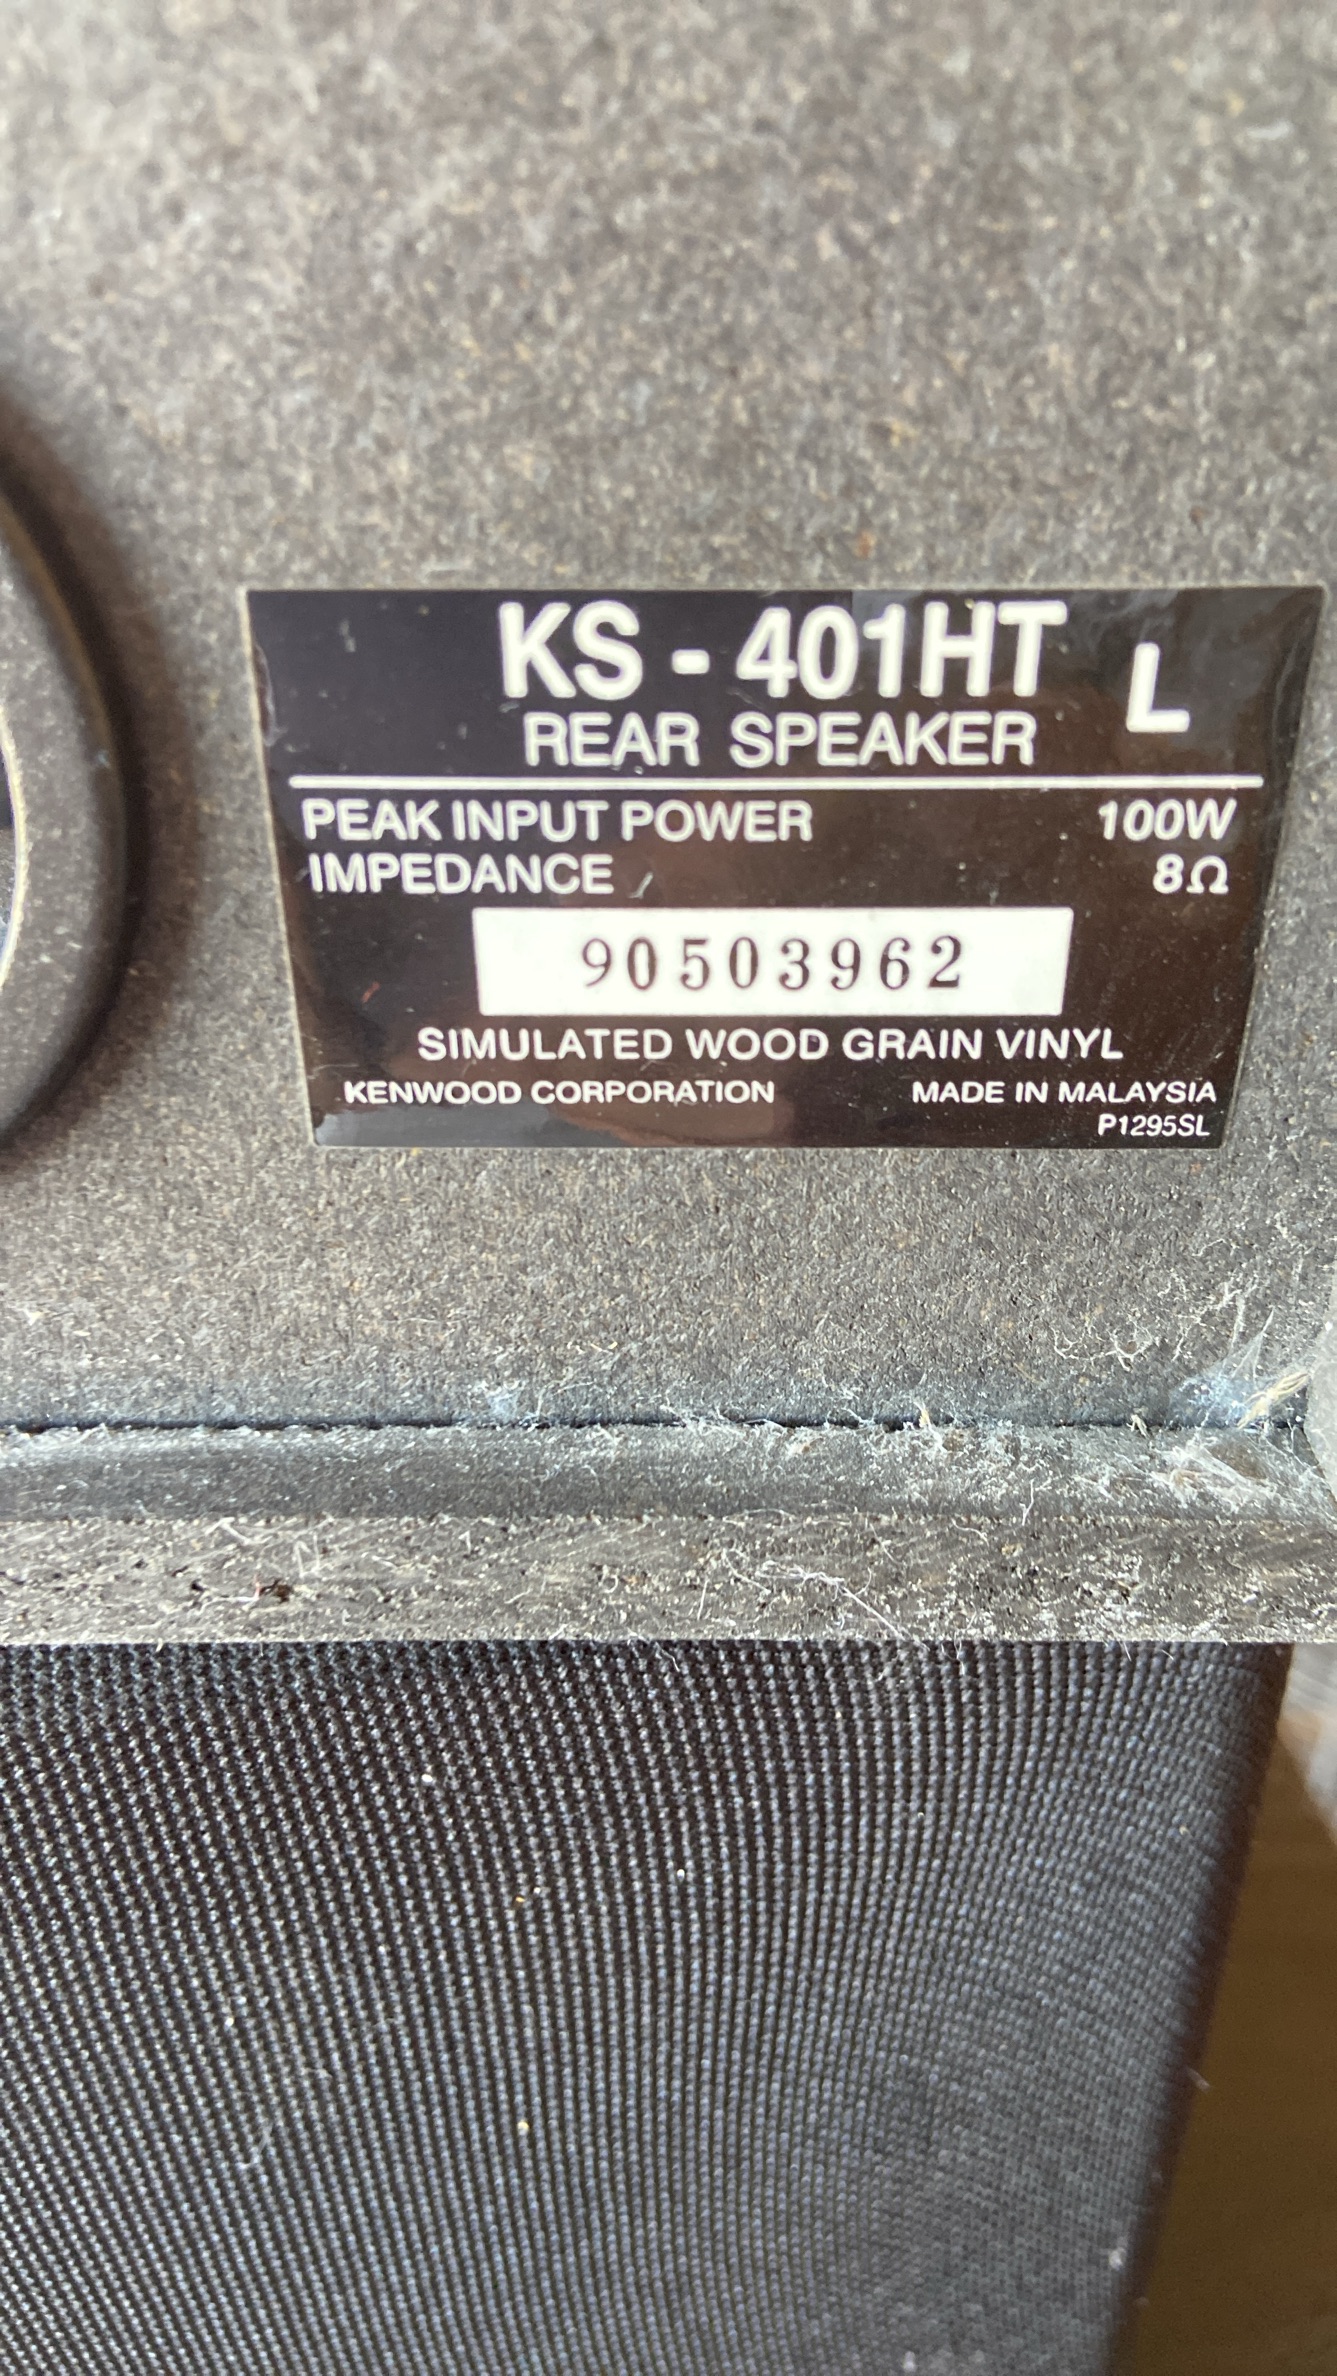 KS - 401HT L
REAR SPEAKER
PEAK INPUT POWER 100W
IMPEDANCE 8Ω
90503962
SIMULATED WOOD GRAIN VINYL
KENWOOD CORPORATION MADE IN MALAYSIA
P1295SL